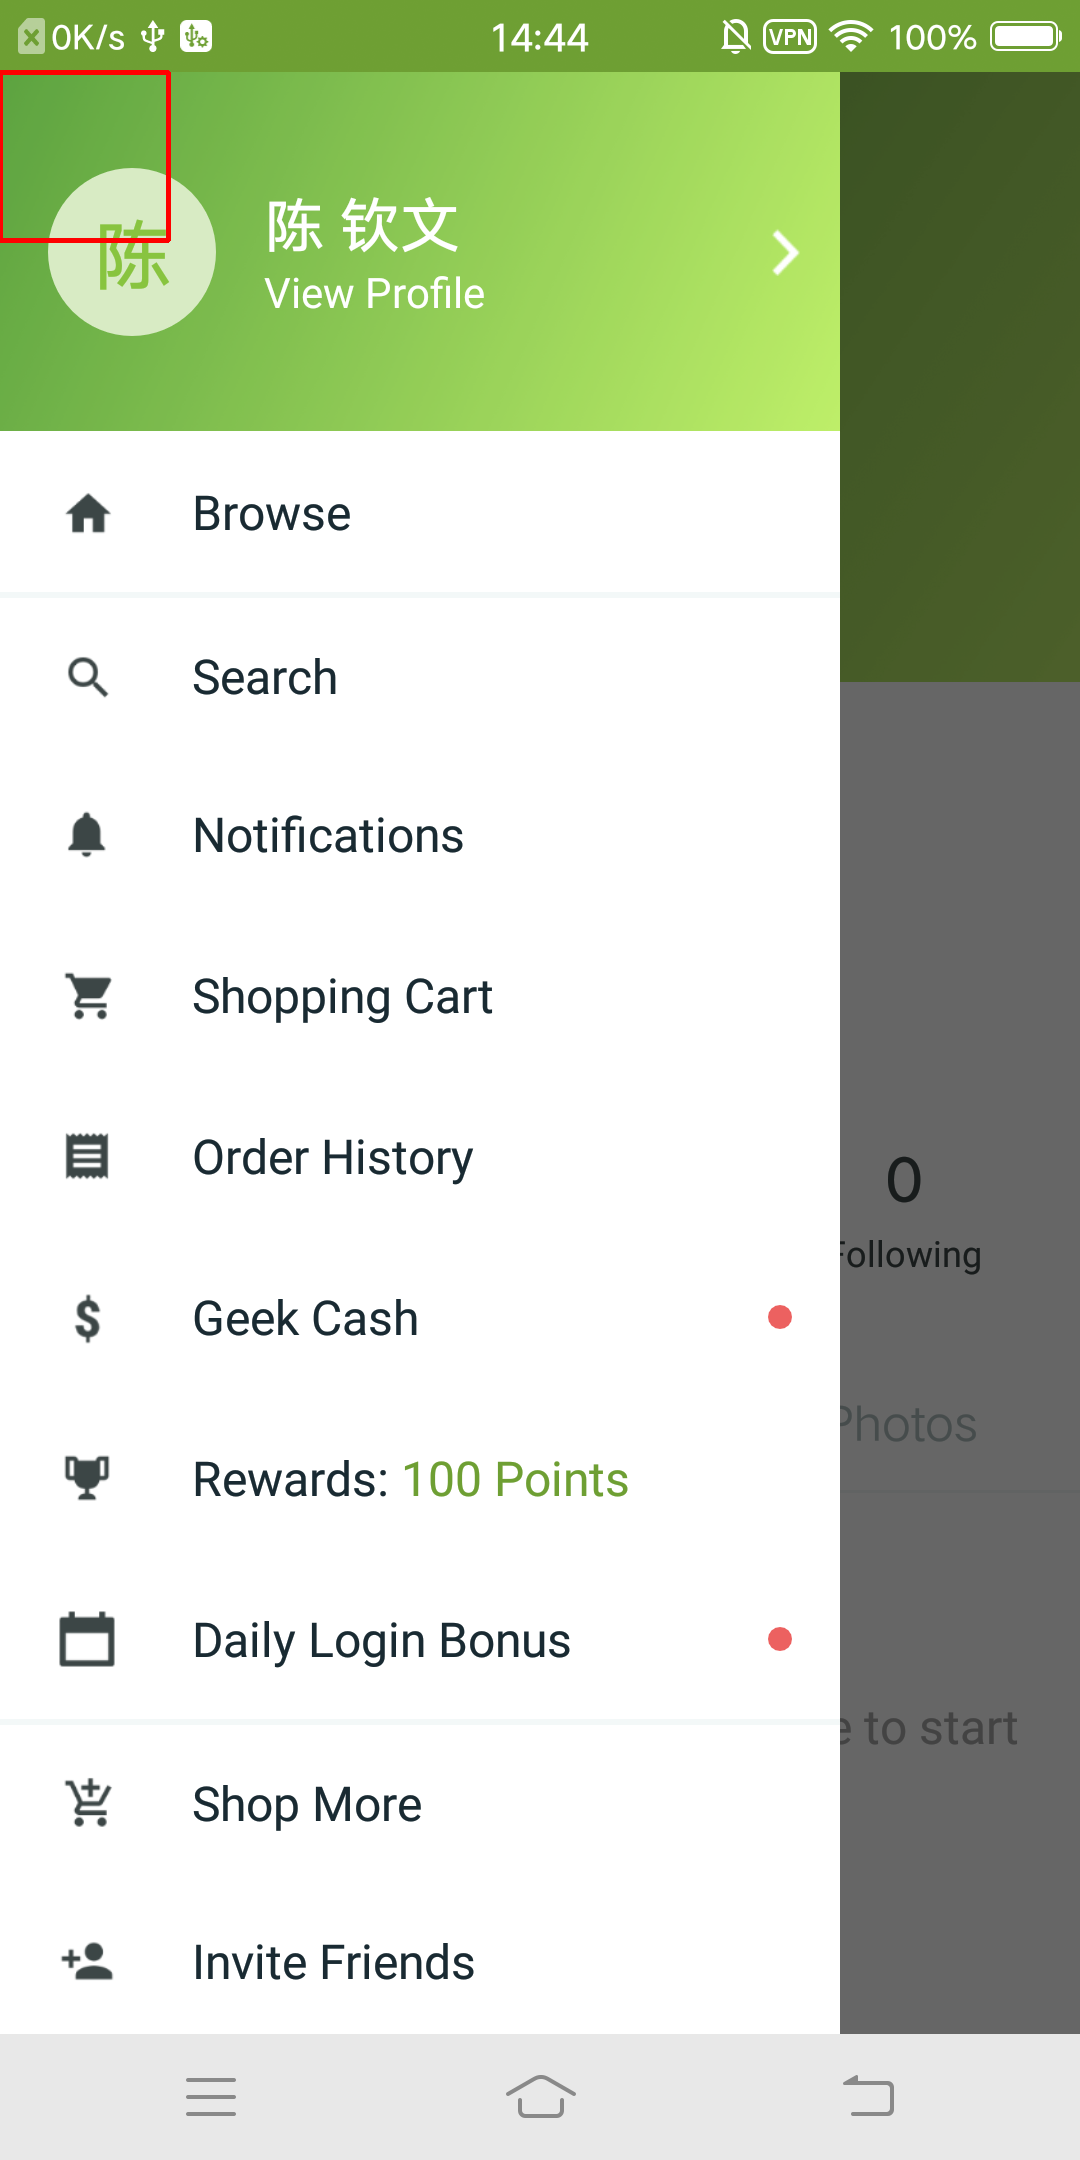 0K/s 14:44 VPN 100%
陈
陈 钦文
View Profile
Browse
Search
Notifications
Shopping Cart
Order History
Geek Cash
Rewards: 100 Points
Daily Login Bonus
Shop More
Invite Friends
0
Following
Photos
e to start